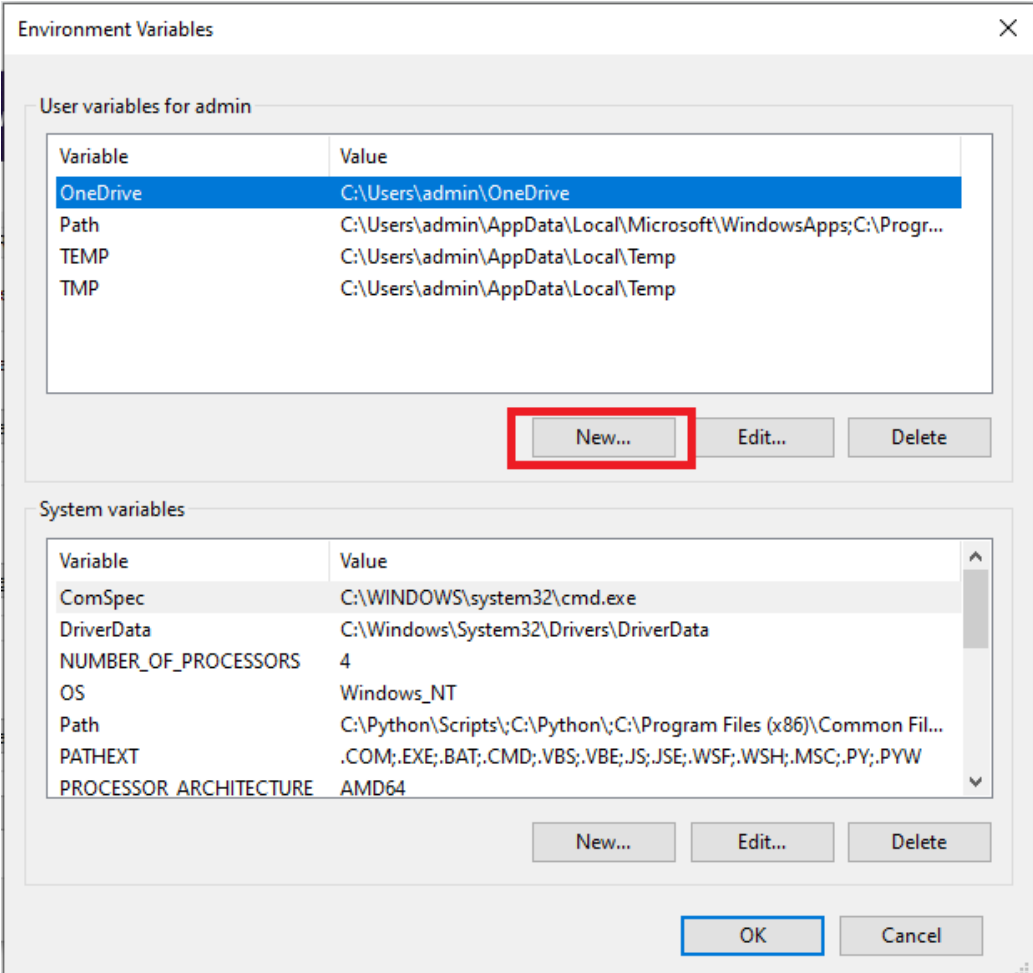 Environment Variables
User variables for admin
Variable Value
OneDrive C:\Users\admin\OneDrive
Path C:\Users\admin\AppData\Local\Microsoft\WindowsApps;C:\Progr...
TEMP C:\Users\admin\AppData\Local\Temp
TMP C:\Users\admin\AppData\Local\Temp
New... Edit... Delete
System variables
Variable Value
ComSpec C:\WINDOWS\system32\cmd.exe
DriverData C:\Windows\System32\Drivers\DriverData
NUMBER_OF_PROCESSORS 4
OS Windows_NT
Path C:\Python\Scripts\;C:\Python\;C:\Program Files (x86)\Common Fil...
PATHEXT .COM;.EXE;.BAT;.CMD;.VBS;.VBE;.JS;.JSE;.WSF;.WSH;.MSC;.PY;.PYW
PROCESSOR_ARCHITECTURE AMD64
New... Edit... Delete
OK Cancel